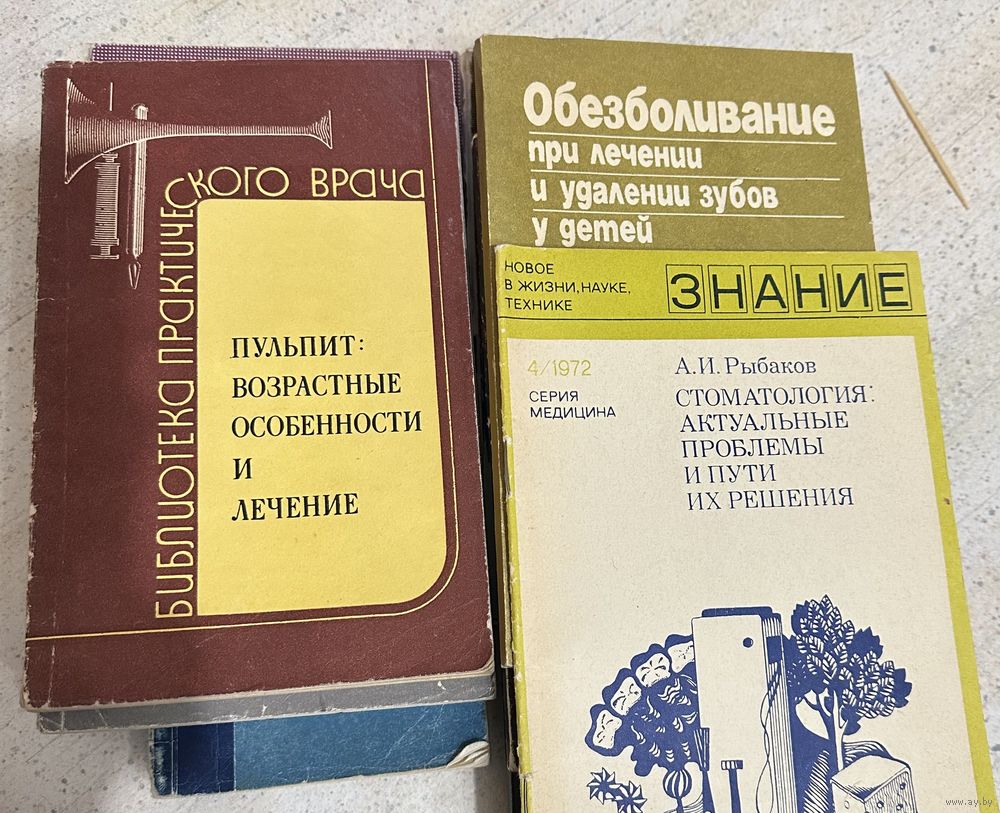 БИБЛИОТЕКА ПРАКТИЧЕСКОГО ВРАЧА
ПУЛЬПИТ:
ВОЗРАСТНЫЕ
ОСОБЕННОСТИ
И
ЛЕЧЕНИЕ
Обезболивание
при лечении
и удалении зубов
у детей
НОВОЕ
В ЖИЗНИ, НАУКЕ,
ТЕХНИКЕ
ЗНАНИЕ
4/1972
СЕРИЯ
МЕДИЦИНА
А.И. Рыбаков
СТОМАТОЛОГИЯ:
АКТУАЛЬНЫЕ
ПРОБЛЕМЫ
И ПУТИ
ИХ РЕШЕНИЯ
www.ay.by